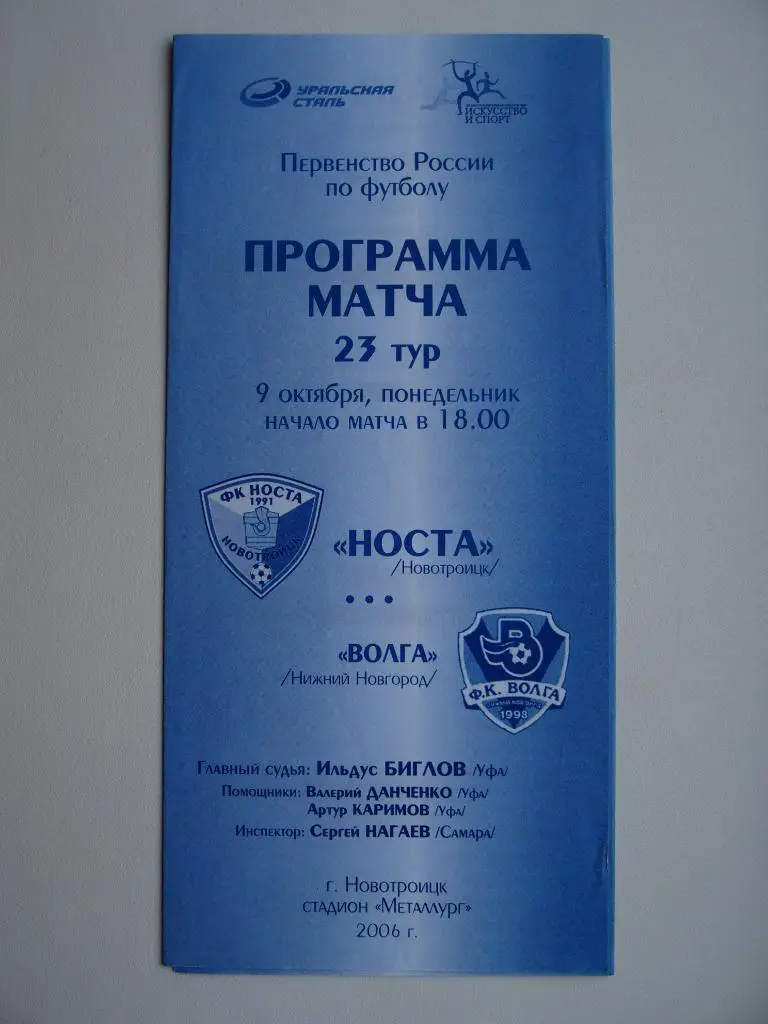 УРАЛЬСКАЯ
СТАЛЬ
ИСКУССТВО
И СПОРТ
Первенство России
по футболу
ПРОГРАММА
МАТЧА
23 тур
9 октября, понедельник
начало матча в 18.00
ФК НОСТА
1991
НОВОТРОИЦК
«НОСТА»
/Новотроицк/
• • •
«ВОЛГА»
/Нижний Новгород/
В
Ф.К. ВОЛГА
НИЖНИЙ НОВГОРОД
1998
Главный судья: Ильдус БИГЛОВ /Уфа/
Помощники: Валерий ДАНЧЕНКО /Уфа/
Артур КАРИМОВ /Уфа/
Инспектор: Сергей НАГАЕВ /Самара/
г. Новотроицк
стадион «Металлург»
2006 г.